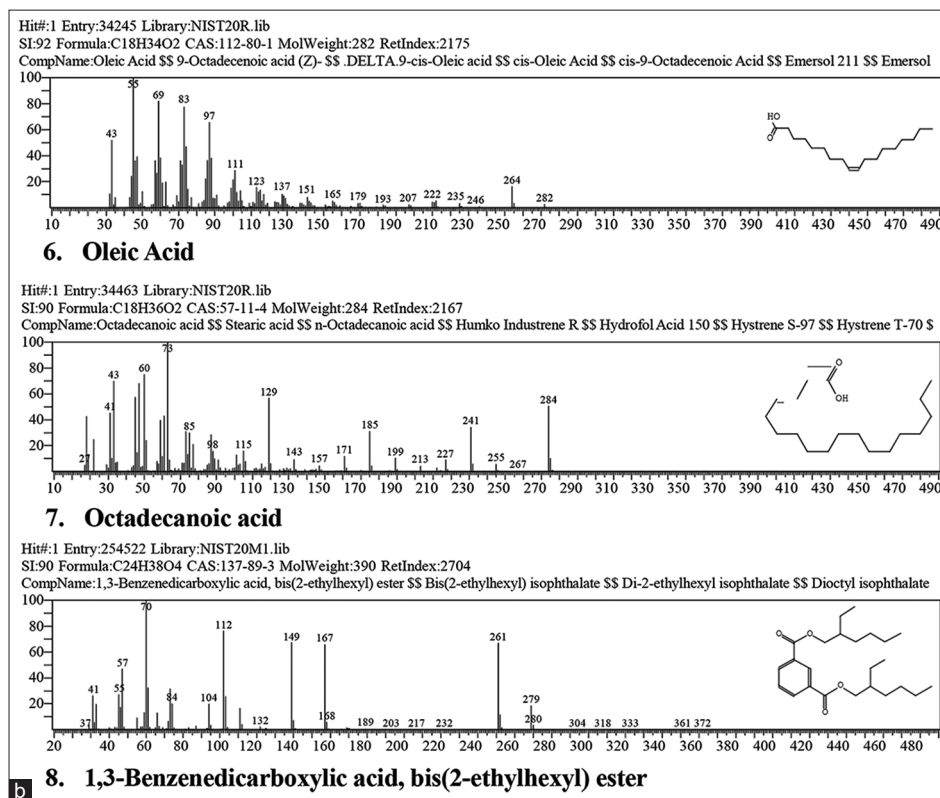 Hit#:1 Entry:34245 Library:NIST20R.lib
SI:92 Formula:C18H34O2 CAS:112-80-1 MolWeight:282 RetIndex:2175
CompName:Oleic Acid $$ 9-Octadecenoic acid (Z)- $$ .DELTA.9-cis-Oleic acid $$ cis-Oleic Acid $$ cis-9-Octadecenoic Acid $$ Emersol 211 $$ Emersol
100
80
60
40
20
43 55 69 83 97 111 123 137 151 165 179 193 207 222 235 246 264 282
HO
O
10 30 50 70 90 110 130 150 170 190 210 230 250 270 290 310 330 350 370 390 410 430 450 470 490
6. Oleic Acid
Hit#:1 Entry:34463 Library:NIST20R.lib
SI:90 Formula:C18H36O2 CAS:57-11-4 MolWeight:284 RetIndex:2167
CompName:Octadecanoic acid $$ Stearic acid $$ n-Octadecanoic acid $$ Humko Industrene R $$ Hydrofol Acid 150 $$ Hystrene S-97 $$ Hystrene T-70 $
100
80
60
40
20
27 41 43 60 73 85 98 115 129 143 157 171 185 199 213 227 241 255 267 284
O
OH
10 30 50 70 90 110 130 150 170 190 210 230 250 270 290 310 330 350 370 390 410 430 450 470 490
7. Octadecanoic acid
Hit#:1 Entry:254522 Library:NIST20M1.lib
SI:90 Formula:C24H38O4 CAS:137-89-3 MolWeight:390 RetIndex:2704
CompName:1,3-Benzenedicarboxylic acid, bis(2-ethylhexyl) ester $$ Bis(2-ethylhexyl) isophthalate $$ Di-2-ethylhexyl isophthalate $$ Dioctyl isophthalate
100
80
60
40
20
37 41 55 57 70 84 104 112 132 149 167 168 189 203 217 232 261 279 280 304 318 333 361 372
O
O
O
O
20 40 60 80 100 120 140 160 180 200 220 240 260 280 300 320 340 360 380 400 420 440 460 480
b
8. 1,3-Benzenedicarboxylic acid, bis(2-ethylhexyl) ester